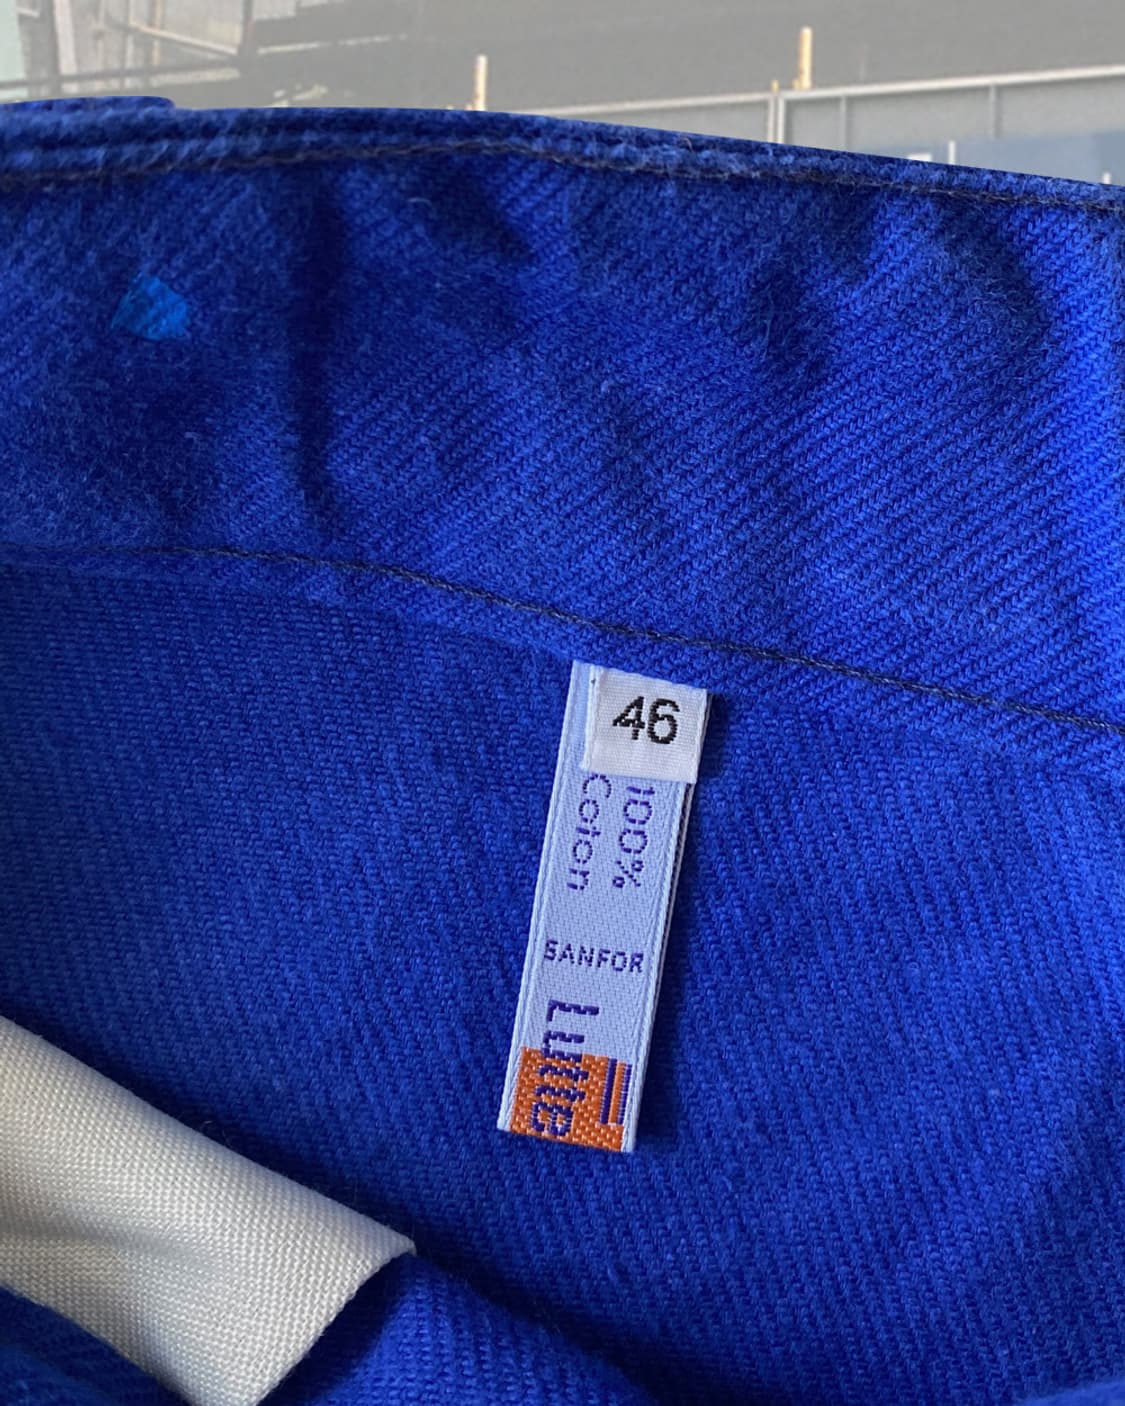 46
100%
Coton
SANFOR
Lutte